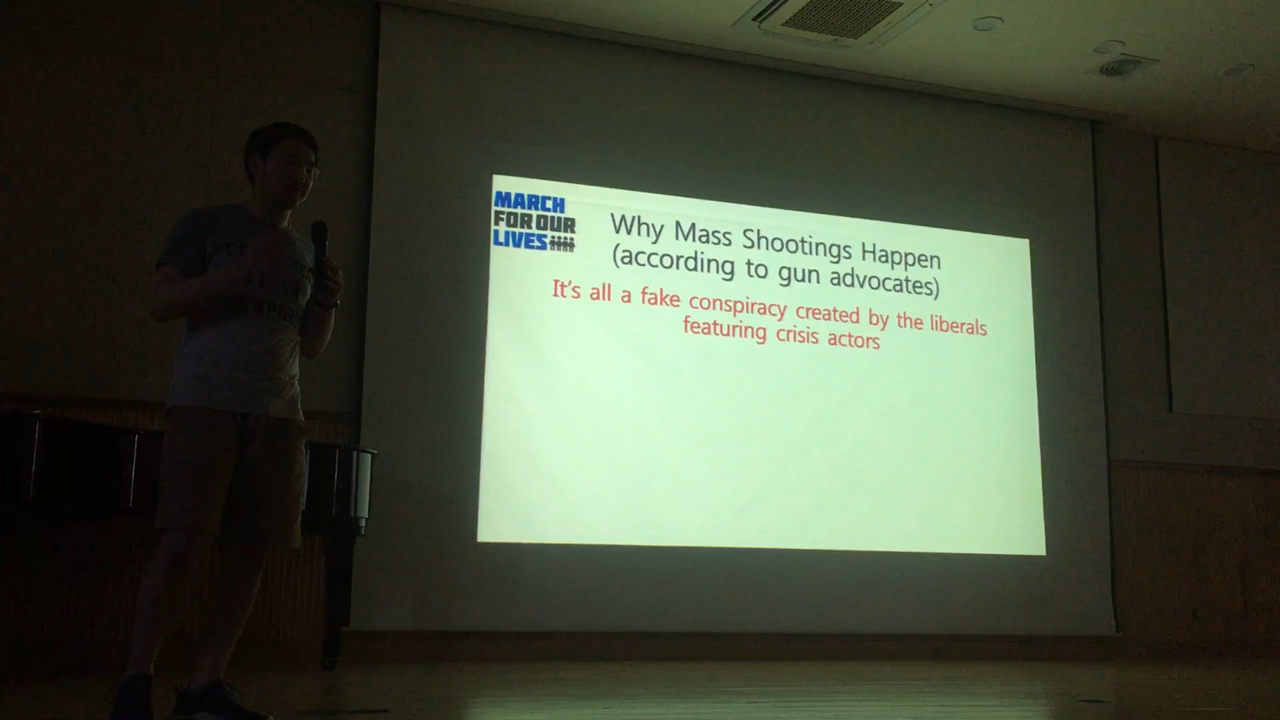 MARCH
FOR OUR
LIVES
Why Mass Shootings Happen
(according to gun advocates)
It's all a fake conspiracy created by the liberals
featuring crisis actors